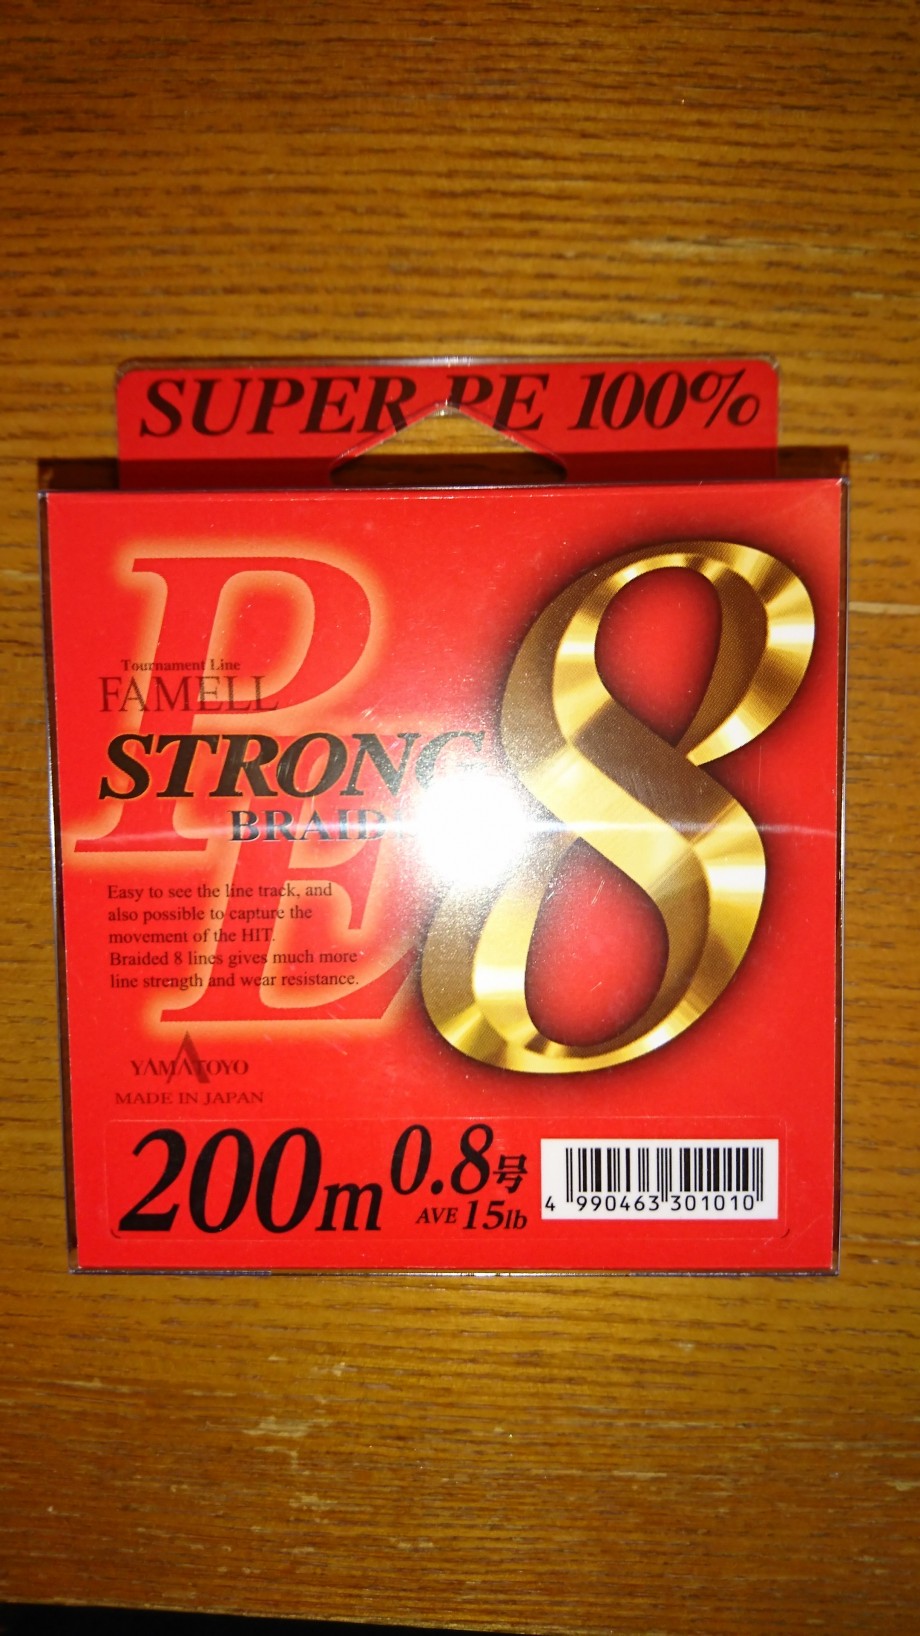 SUPER PE 100%
PE
Tournament Line
FAMELL
STRONG 8
Easy to see the line track, and
also possible to capture the
movement of the HIT.
Braided 8 lines gives much more
line strength and wear resistance.
YAMATOYO
MADE IN JAPAN
200m 0.8号
AVE 15lb
4 990463 301010